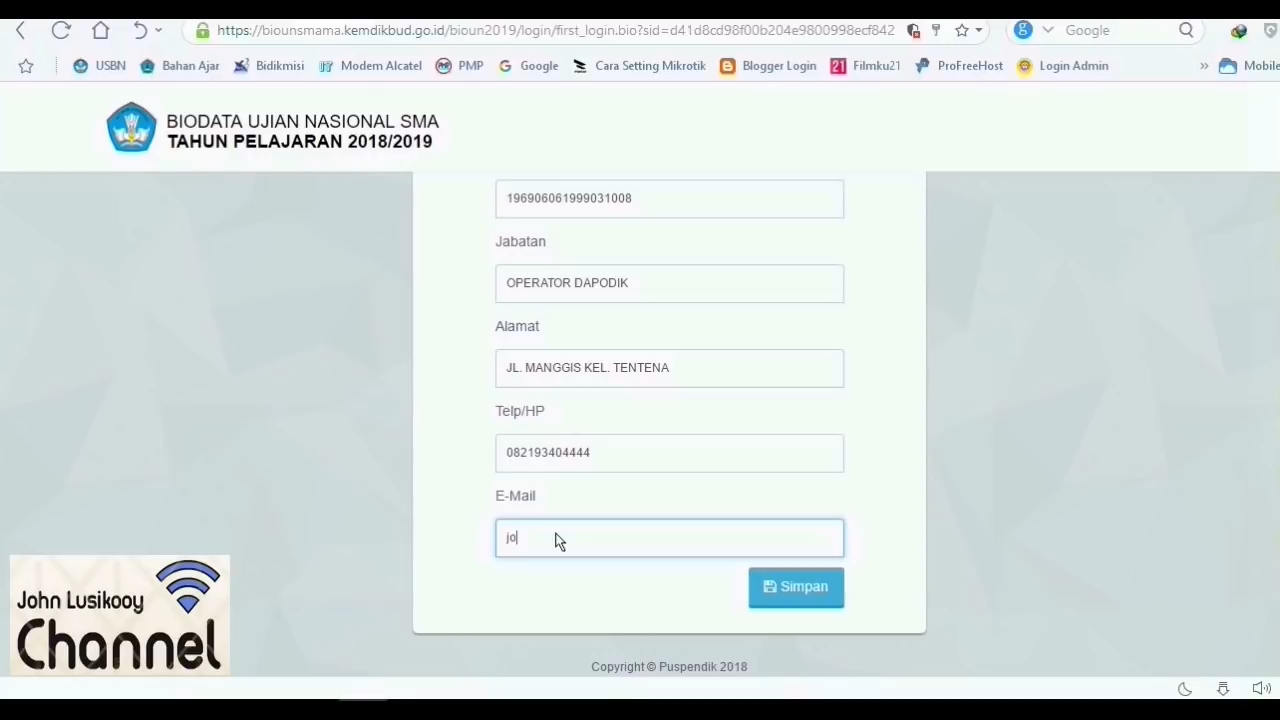 https://biounsmama.kemdikbud.go.id/bioun2019/login/first_login.bio?sid=d41d8cd98f00b204e9800998ecf842
Google
USBN Bahan Ajar Bidikmisi Modem Alcatel PMP Google Cara Setting Mikrotik Blogger Login 21 Filmku21 ProFreeHost Login Admin » Mobile
BIODATA UJIAN NASIONAL SMA
TAHUN PELAJARAN 2018/2019
196906061999031008
Jabatan
OPERATOR DAPODIK
Alamat
JL. MANGGIS KEL. TENTENA
Telp/HP
082193404444
E-Mail
jo
Simpan
John Lusikooy
Channel
Copyright © Puspendik 2018